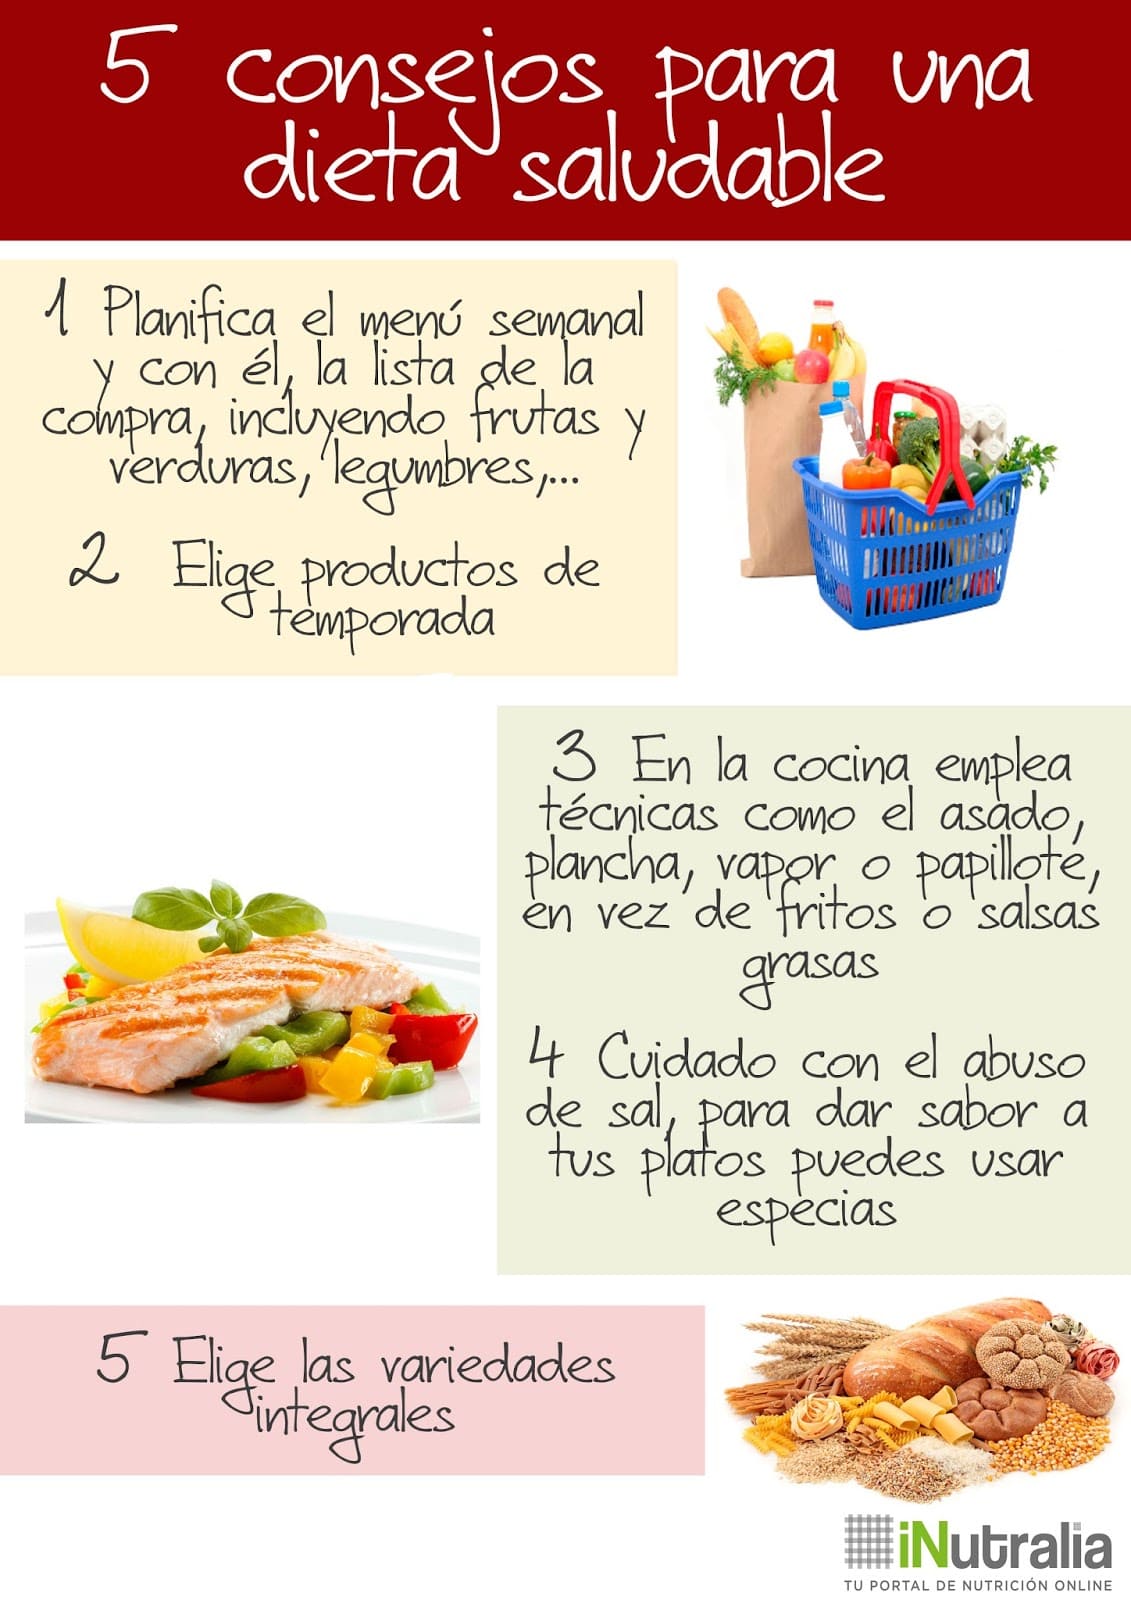 5 consejos para una
dieta saludable
1 Planifica el menú semanal
y con él, la lista de la
compra, incluyendo frutas y
verduras, legumbres,...
2 Elige productos de
temporada
3 En la cocina emplea
técnicas como el asado,
plancha, vapor o papillote,
en vez de fritos o salsas
grasas
4 Cuidado con el abuso
de sal, para dar sabor a
tus platos puedes usar
especias
5 Elige las variedades
integrales
iNutralia
TU PORTAL DE NUTRICIÓN ONLINE